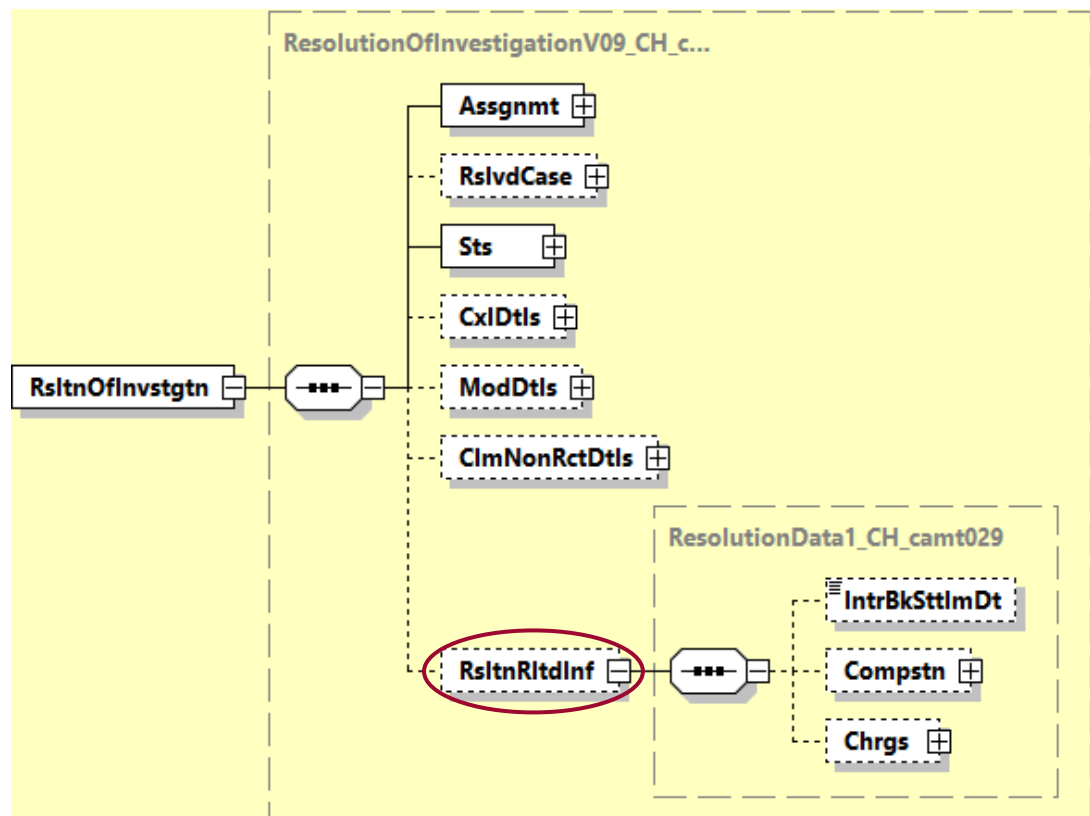 ResolutionOfInvestigationV09_CH_c...
Assgnmt
RslvdCase
Sts
CxlDtls
RsltnOfInvstgtn
ModDtls
ClmNonRctDtls
ResolutionData1_CH_camt029
IntrBkSttlmDt
RsltnRltdInf
Compstn
Chrgs